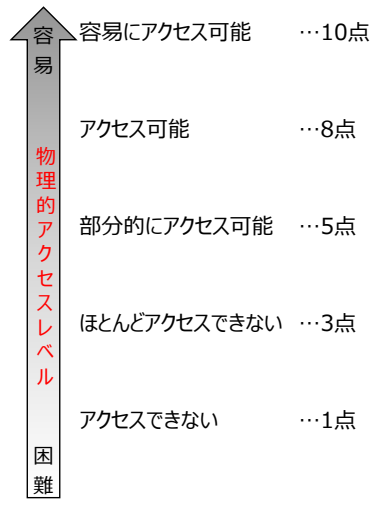 容易
物理的アクセスレベル
困難
容易にアクセス可能 …10点
アクセス可能 …8点
部分的にアクセス可能 …5点
ほとんどアクセスできない …3点
アクセスできない …1点